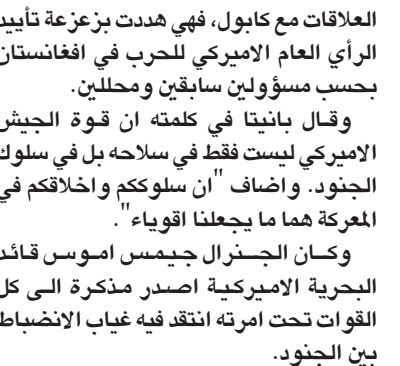 العلاقات مع كابول، فهي هددت بزعزعة تأييد
الرأي العام الاميركي للحرب في افغانستان
بحسب مسؤولين سابقين ومحللين.
وقال بانيتا في كلمته ان قوة الجيش
الاميركي ليست فقط في سلاحه بل في سلوك
الجنود. واضاف "ان سلوككم واخلاقكم في
المعركة هما ما يجعلنا اقوياء".
وكان الجنرال جيمس اموس قائد
البحرية الاميركية اصدر مذكرة الى كل
القوات تحت امرته انتقد فيه غياب الانضباط
بين الجنود.